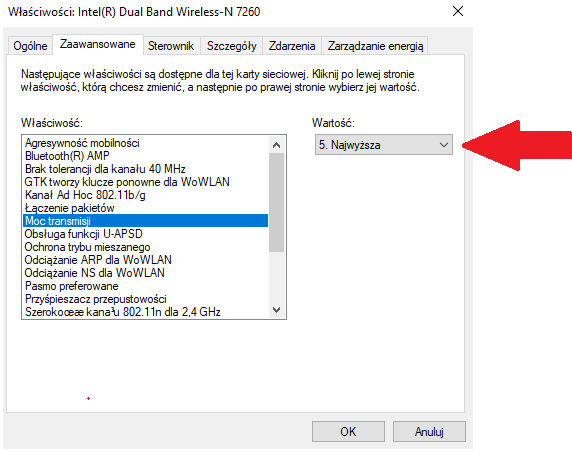 Właściwości: Intel(R) Dual Band Wireless-N 7260
Ogólne Zaawansowane Sterownik Szczegóły Zdarzenia Zarządzanie energią
Następujące właściwości są dostępne dla tej karty sieciowej. Kliknij po lewej stronie
właściwość, którą chcesz zmienić, a następnie po prawej stronie wybierz jej wartość.
Właściwość:
Wartość:
Agresywność mobilności
5. Najwyższa
Bluetooth(R) AMP
Brak tolerancji dla kanału 40 MHz
GTK tworzy klucze ponowne dla WoWLAN
Kanał Ad Hoc 802.11b/g
Łączenie pakietów
Moc transmisji
Obsługa funkcji U-APSD
Ochrona trybu mieszanego
Odciążanie ARP dla WoWLAN
Odciążanie NS dla WoWLAN
Pasmo preferowane
Przyśpieszacz przepustowości
Szerokoœæ kana³u 802.11n dla 2,4 GHz
OK Anuluj